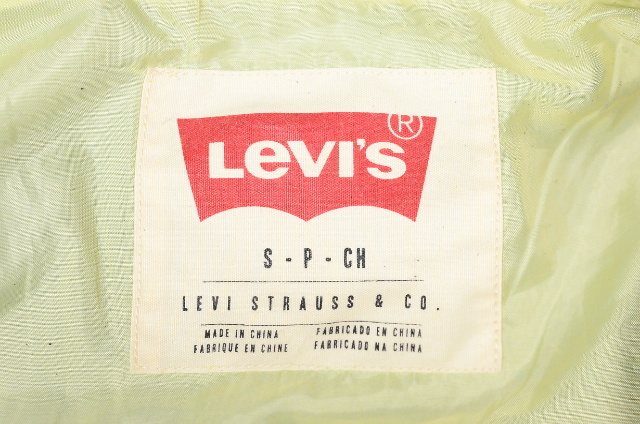 LEVI'S ®
S - P - CH
LEVI STRAUSS & CO.
MADE IN CHINA FABRICADO EN CHINA
FABRIQUE EN CHINE FABRICADO NA CHINA